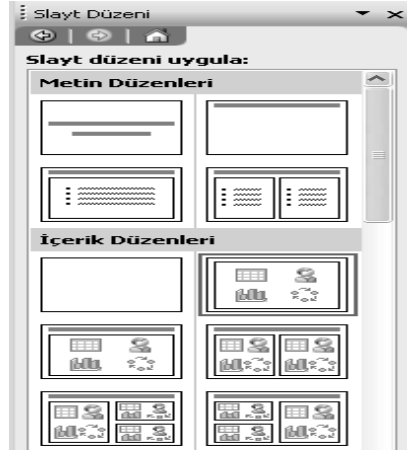 Slayt Düzeni
Slayt düzeni uygula:
Metin Düzenleri
İçerik Düzenleri